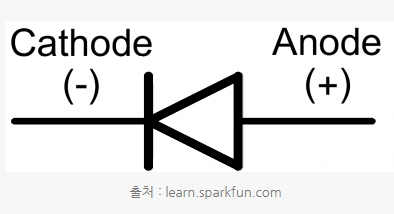 Cathode Anode
(-) (+)
출처 : learn.sparkfun.com